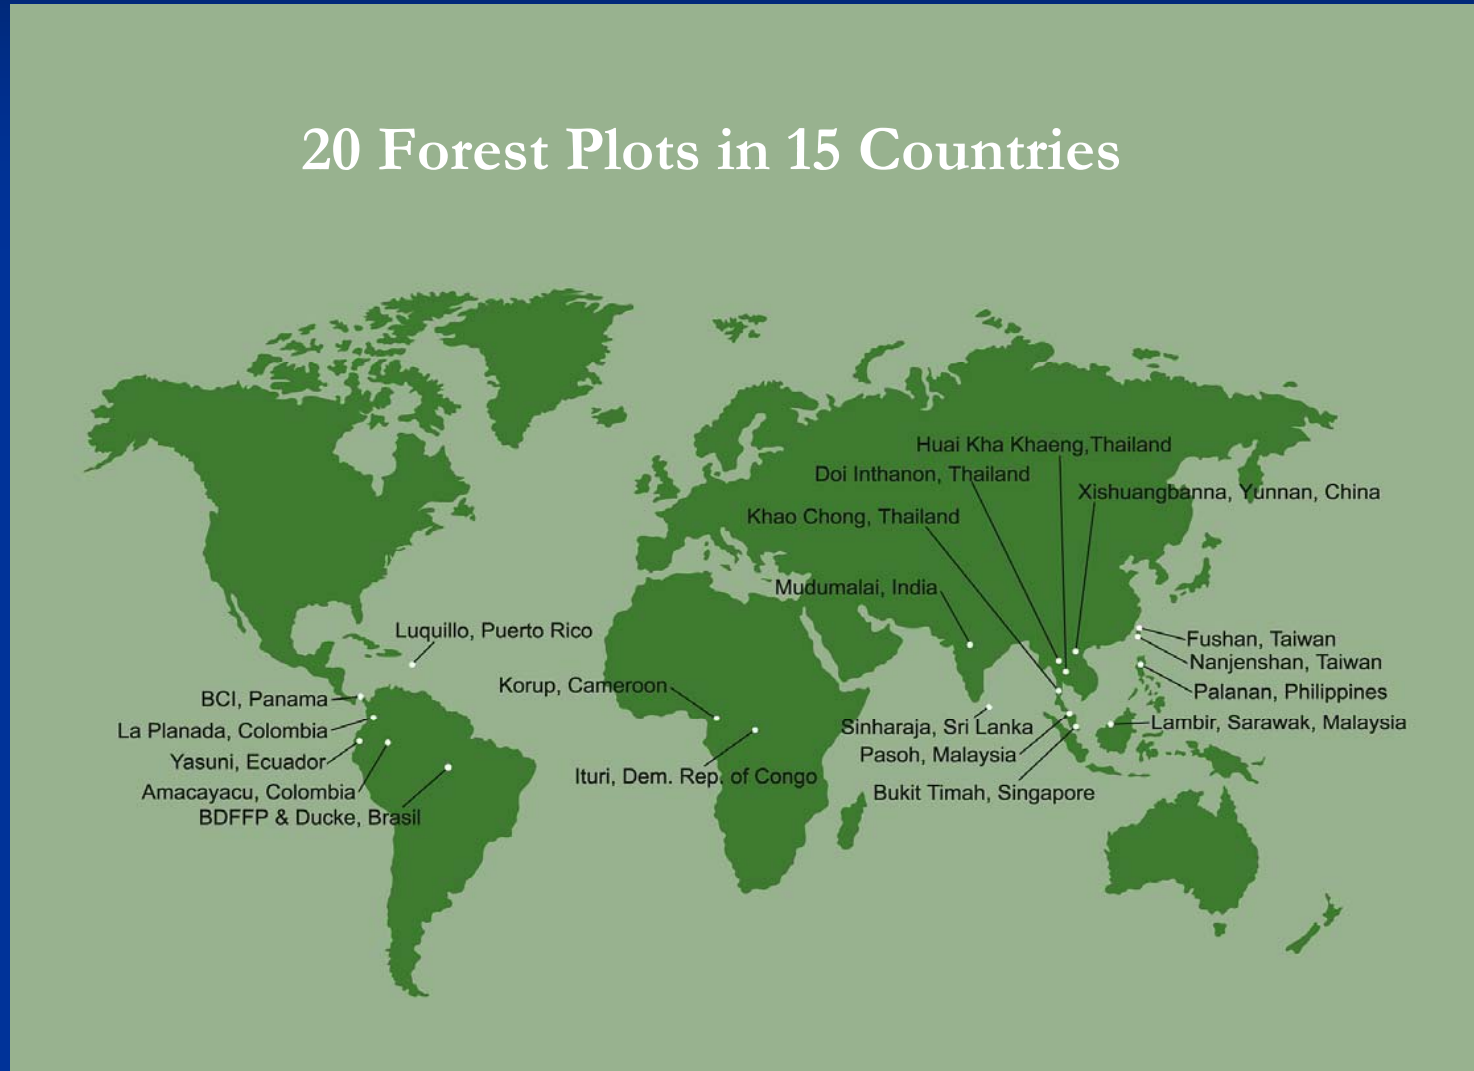 20 Forest Plots in 15 Countries
Huai Kha Khaeng,Thailand
Doi Inthanon, Thailand
Xishuangbanna, Yunnan, China
Khao Chong, Thailand
Mudumalai, India
Luquillo, Puerto Rico
Fushan, Taiwan
Nanjenshan, Taiwan
Korup, Cameroon
Palanan, Philippines
BCI, Panama
La Planada, Colombia
Sinharaja, Sri Lanka
Lambir, Sarawak, Malaysia
Yasuni, Ecuador
Pasoh, Malaysia
Ituri, Dem. Rep. of Congo
Amacayacu, Colombia
Bukit Timah, Singapore
BDFFP & Ducke, Brasil